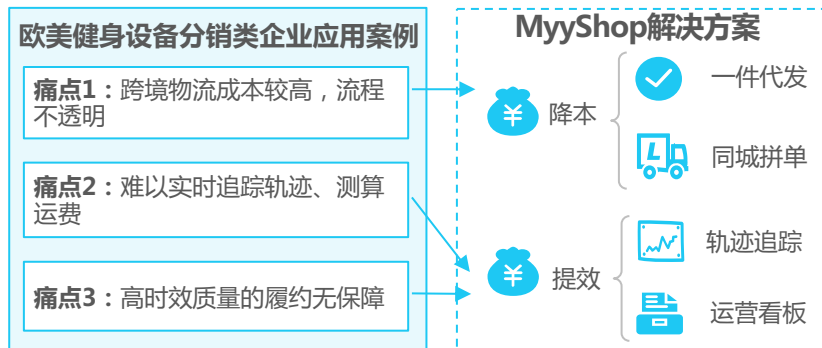 欧美健身设备分销类企业应用案例
痛点1：跨境物流成本较高，流程
不透明
痛点2：难以实时追踪轨迹、测算
运费
痛点3：高时效质量的履约无保障
MyyShop解决方案
¥
降本
一件代发
L
同城拼单
¥
提效
轨迹追踪
运营看板